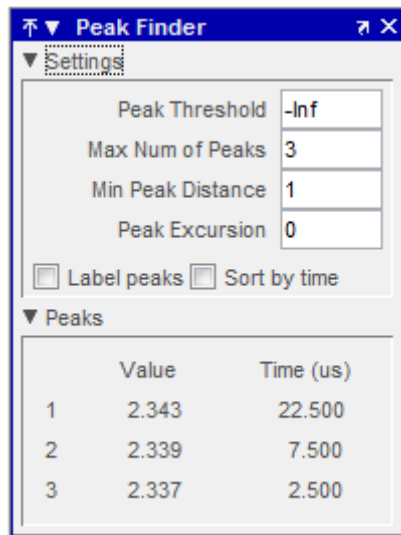 Peak Finder
Settings
Peak Threshold -Inf
Max Num of Peaks 3
Min Peak Distance 1
Peak Excursion 0
Label peaks Sort by time
Peaks
Value Time (us)
1 2.343 22.500
2 2.339 7.500
3 2.337 2.500